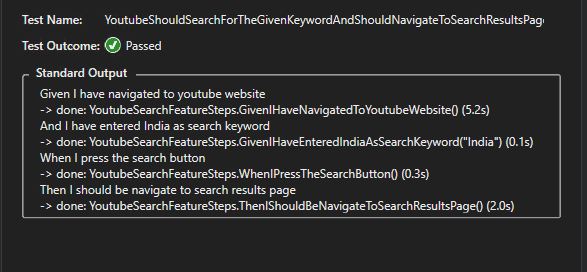 Test Name: YoutubeShouldSearchForTheGivenKeywordAndShouldNavigateToSearchResultsPage
Test Outcome: Passed
Standard Output
Given I have navigated to youtube website
-> done: YoutubeSearchFeatureSteps.GivenIHaveNavigatedToYoutubeWebsite() (5.2s)
And I have entered India as search keyword
-> done: YoutubeSearchFeatureSteps.GivenIHaveEnteredIndiaAsSearchKeyword("India") (0.1s)
When I press the search button
-> done: YoutubeSearchFeatureSteps.WhenIPressTheSearchButton() (0.3s)
Then I should be navigate to search results page
-> done: YoutubeSearchFeatureSteps.ThenIShouldBeNavigateToSearchResultsPage() (2.0s)